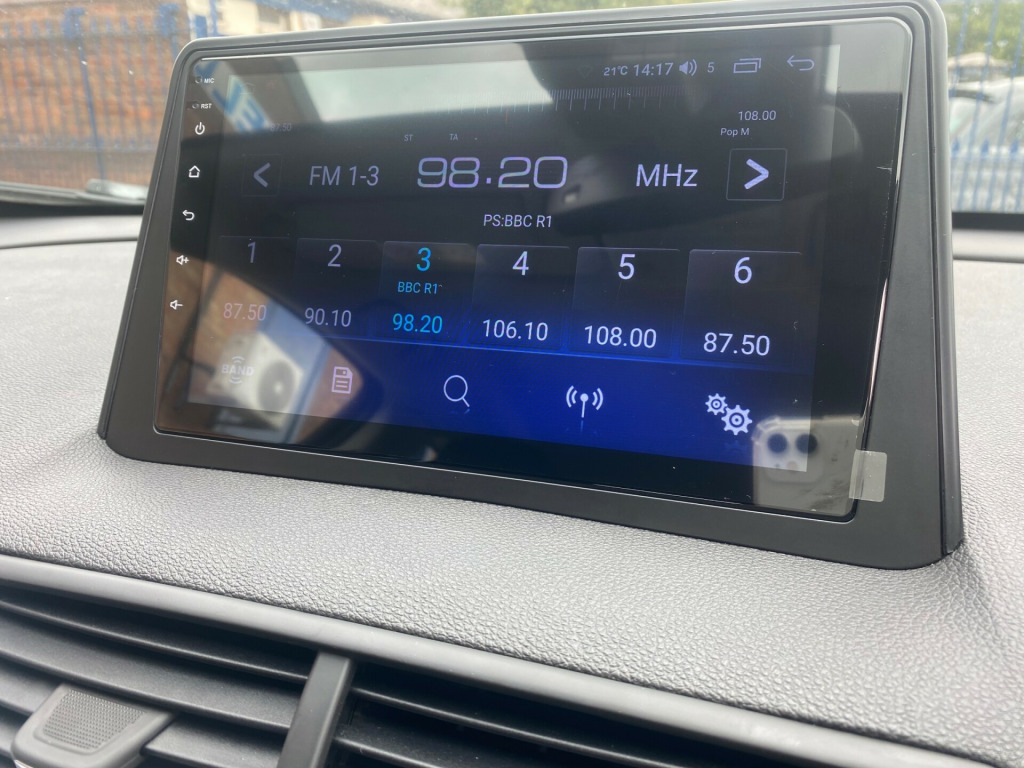 MIC
21°C 14:17 5
RST
87.50
108.00
ST TA
Pop M
FM 1-3 98.20 MHz
PS:BBC R1
1 2 3 4 5 6
BBC R1
87.50 90.10 98.20 106.10 108.00 87.50
BAND